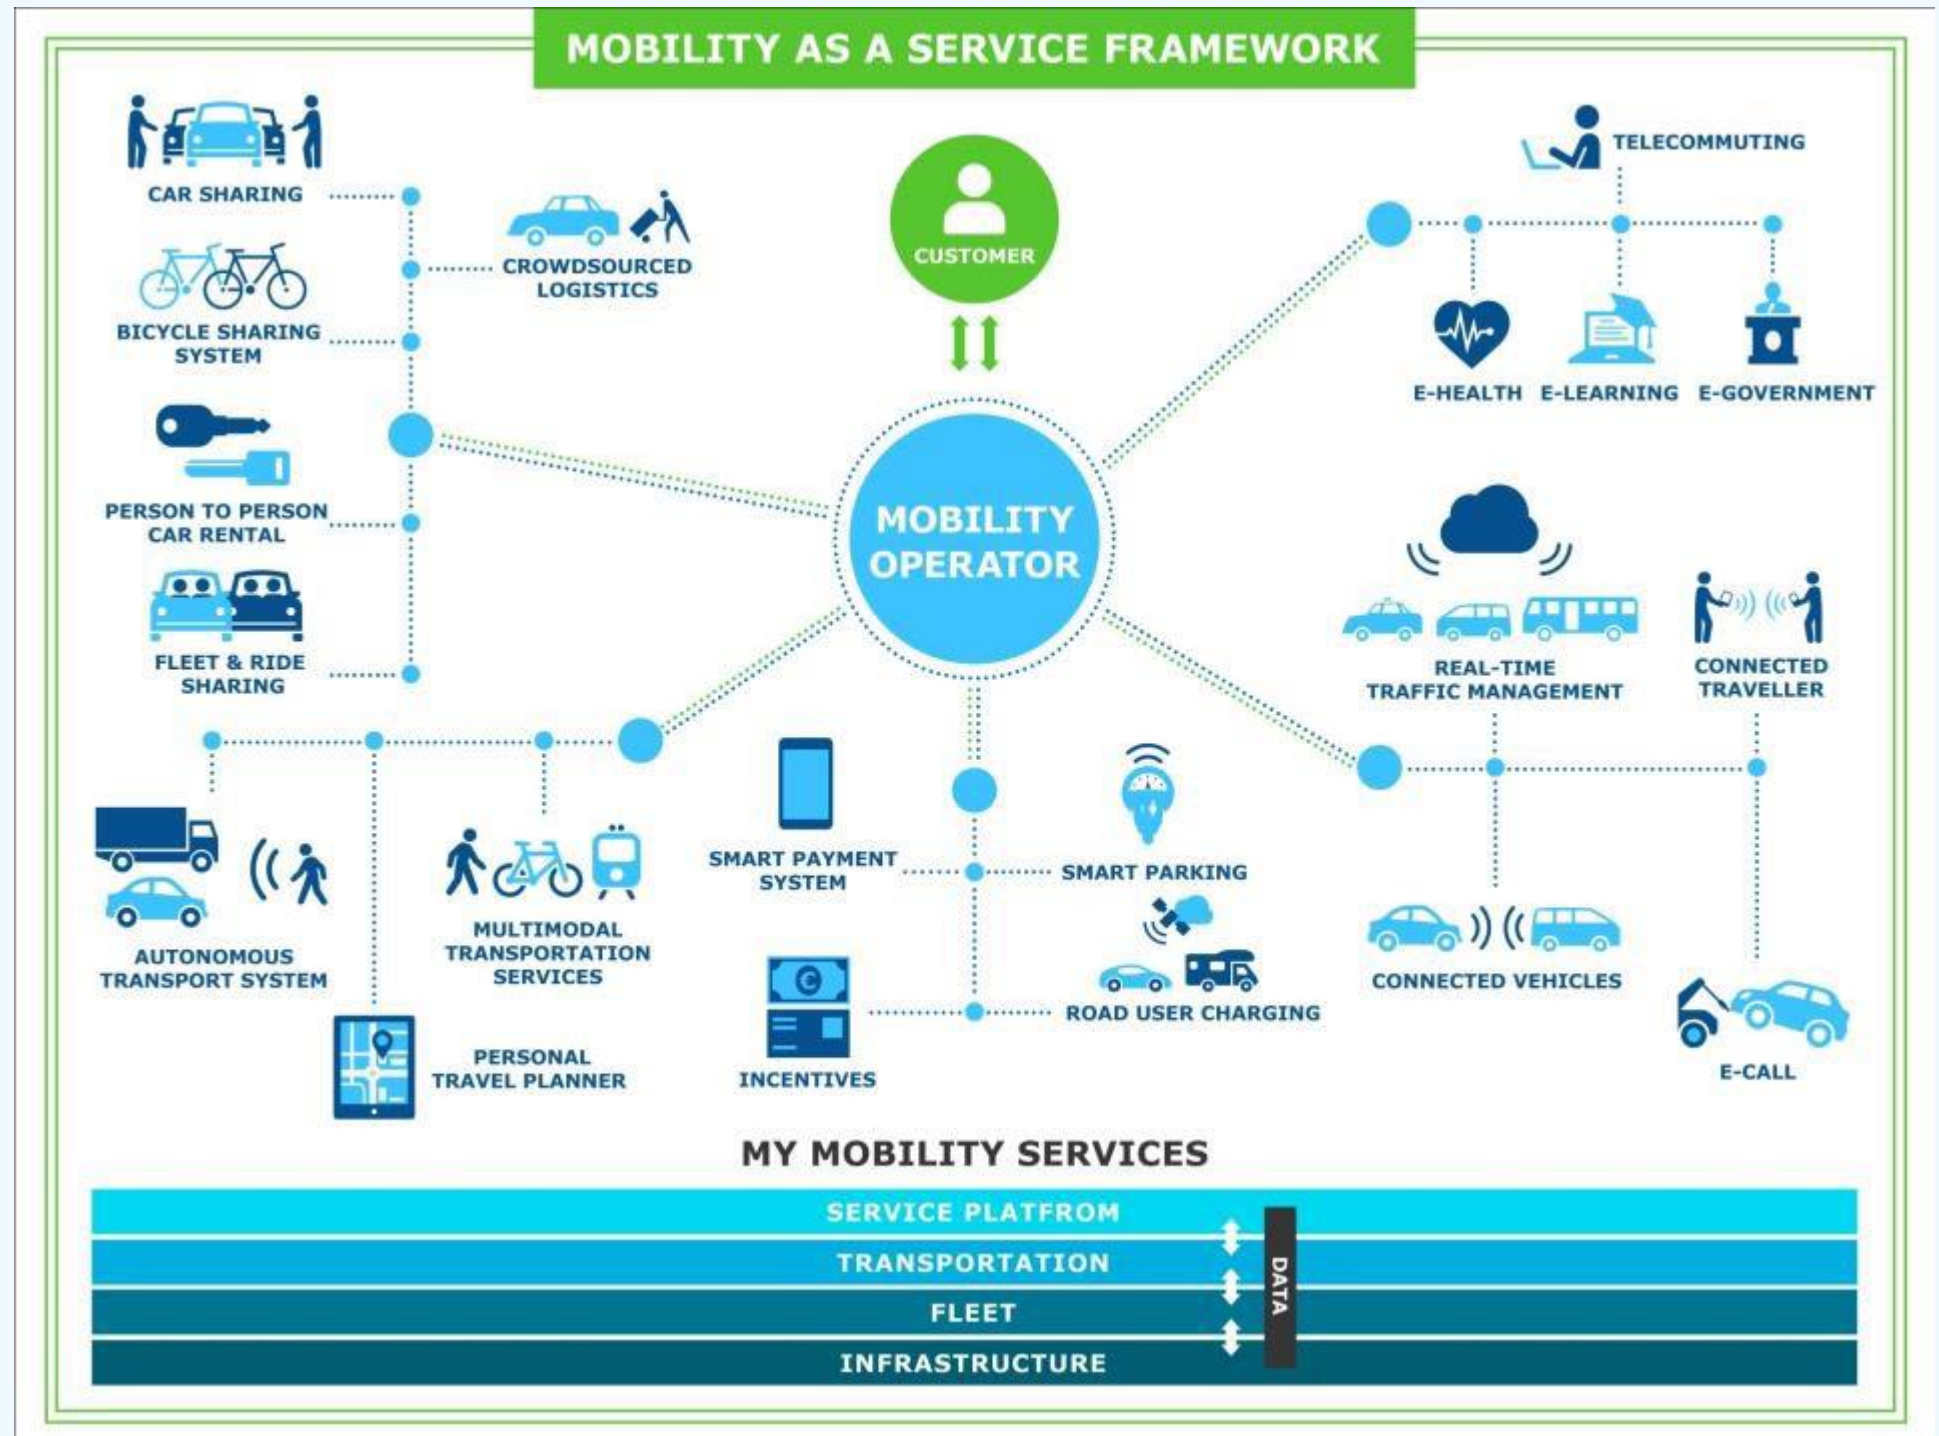 MOBILITY AS A SERVICE FRAMEWORK
CAR SHARING
CROWDSOURCED
LOGISTICS
BICYCLE SHARING
SYSTEM
PERSON TO PERSON
CAR RENTAL
FLEET & RIDE
SHARING
CUSTOMER
MOBILITY
OPERATOR
TELECOMMUTING
E-HEALTH
E-LEARNING
E-GOVERNMENT
REAL-TIME
TRAFFIC MANAGEMENT
CONNECTED
TRAVELLER
CONNECTED VEHICLES
E-CALL
AUTONOMOUS
TRANSPORT SYSTEM
PERSONAL
TRAVEL PLANNER
MULTIMODAL
TRANSPORTATION
SERVICES
SMART PAYMENT
SYSTEM
SMART PARKING
INCENTIVES
ROAD USER CHARGING
MY MOBILITY SERVICES
SERVICE PLATFROM
TRANSPORTATION
FLEET
INFRASTRUCTURE
DATA